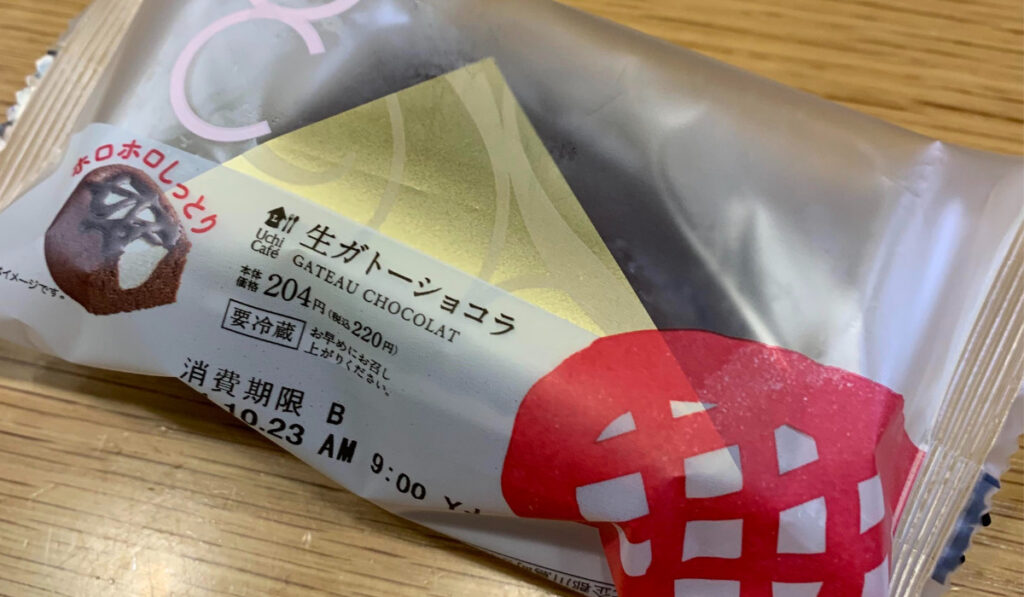 ホロホロしっとり
イメージです。
Uchi
Café
生ガトーショコラ
GATEAU CHOCOLAT
本体
価格 204円(税込220円)
要冷蔵
お早めにお召し
上がりください。
消費期限 B
10.23 AM 9:00